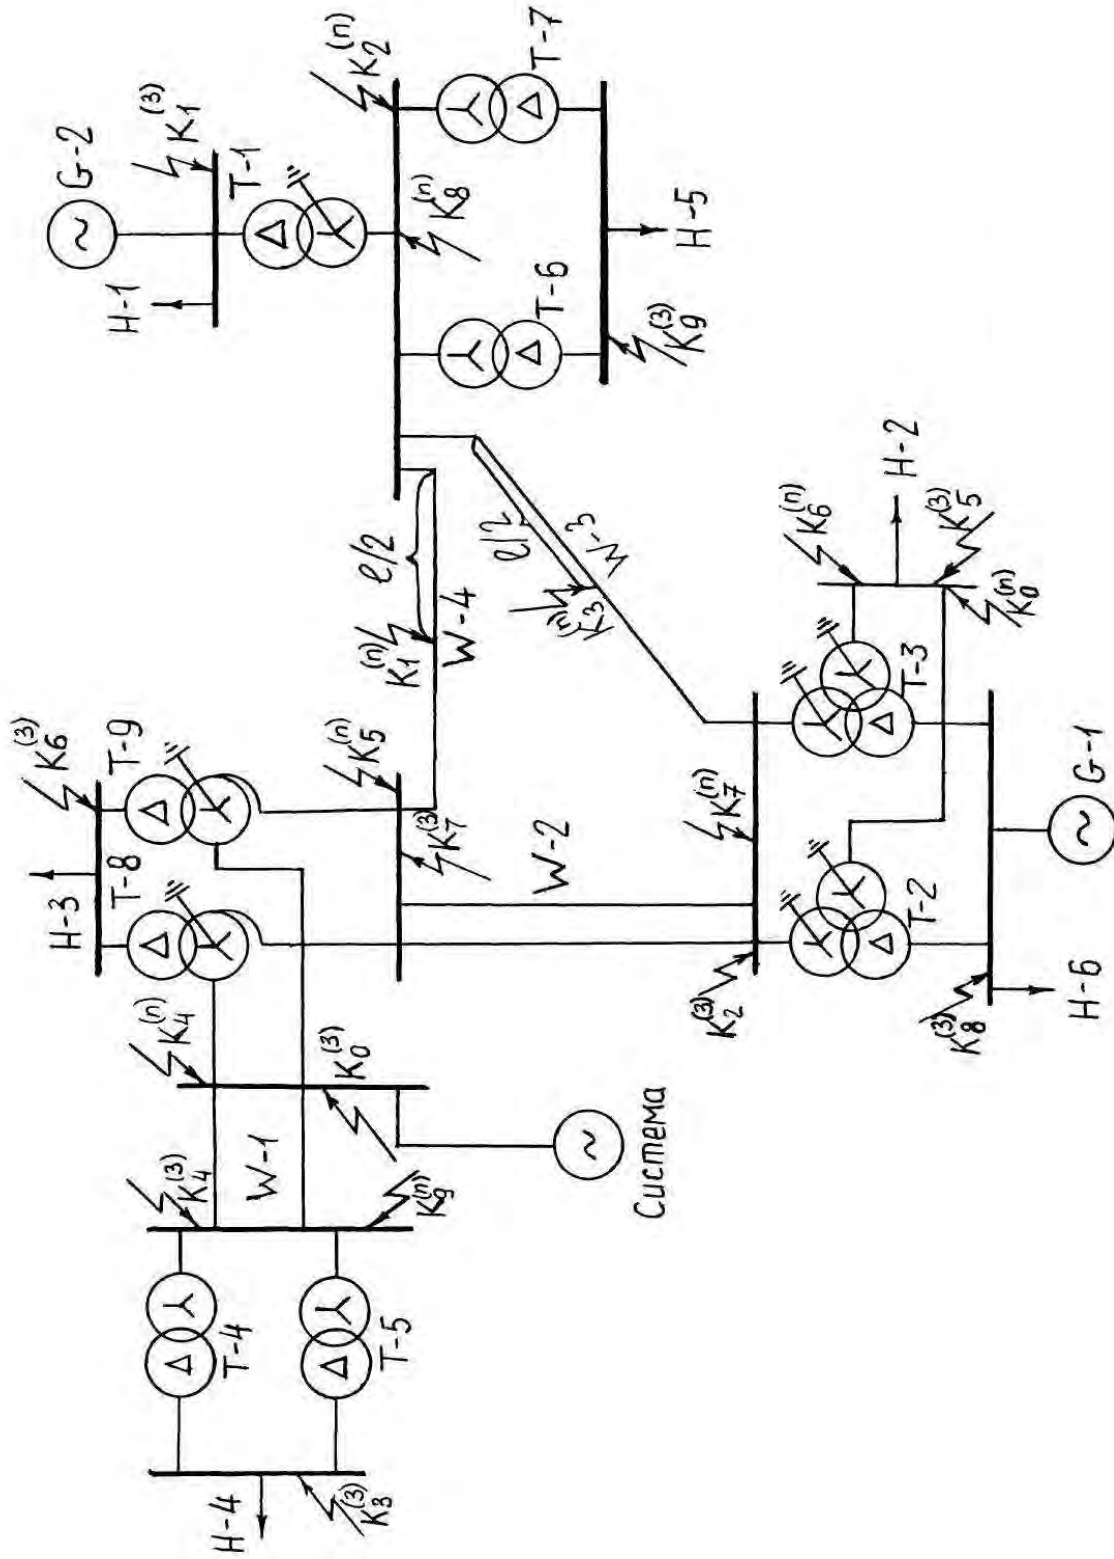 G-2
K₁⁽³⁾
H-1
T-1
K₂⁽ⁿ⁾
K₈⁽ⁿ⁾
T-7
T-6
H-5
K₉⁽³⁾
K₆⁽³⁾
T-9
T-8
H-3
K₅⁽ⁿ⁾
K₇⁽³⁾
K₁⁽ⁿ⁾
ℓ/2
W-4
ℓ/2
W-3
K₃⁽ⁿ⁾
W-2
K₄⁽ⁿ⁾
K₀⁽³⁾
W-1
K₄⁽³⁾
K₉⁽ⁿ⁾
T-4
T-5
H-4
K₃⁽³⁾
Система
K₇⁽ⁿ⁾
K₂⁽³⁾
K₆⁽ⁿ⁾
H-2
K₅⁽³⁾
K₀⁽ⁿ⁾
T-3
T-2
K₈⁽³⁾
H-6
G-1